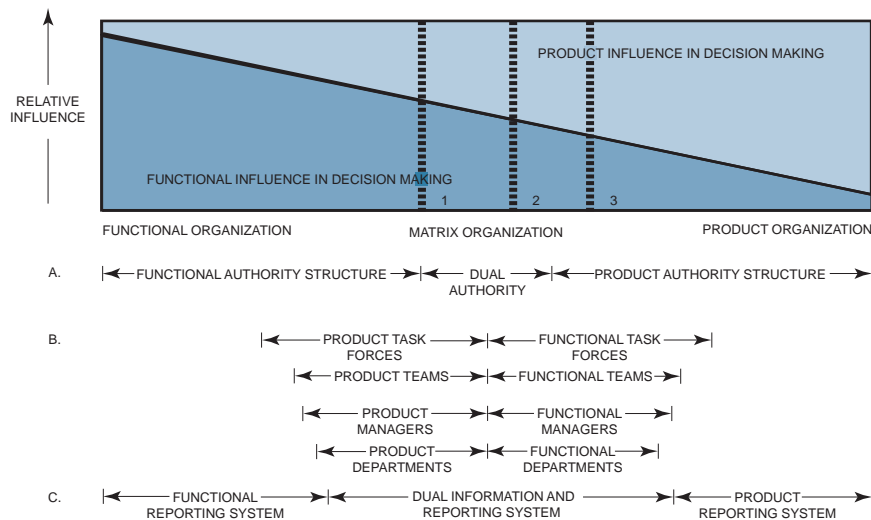 PRODUCT INFLUENCE IN DECISION MAKING
RELATIVE
INFLUENCE
FUNCTIONAL INFLUENCE IN DECISION MAKING
1 2 3
FUNCTIONAL ORGANIZATION MATRIX ORGANIZATION PRODUCT ORGANIZATION
A. FUNCTIONAL AUTHORITY STRUCTURE DUAL PRODUCT AUTHORITY STRUCTURE
AUTHORITY
B. PRODUCT TASK FUNCTIONAL TASK
FORCES FORCES
PRODUCT TEAMS FUNCTIONAL TEAMS
PRODUCT FUNCTIONAL
MANAGERS MANAGERS
PRODUCT FUNCTIONAL
DEPARTMENTS DEPARTMENTS
C. FUNCTIONAL DUAL INFORMATION AND PRODUCT
REPORTING SYSTEM REPORTING SYSTEM REPORTING SYSTEM